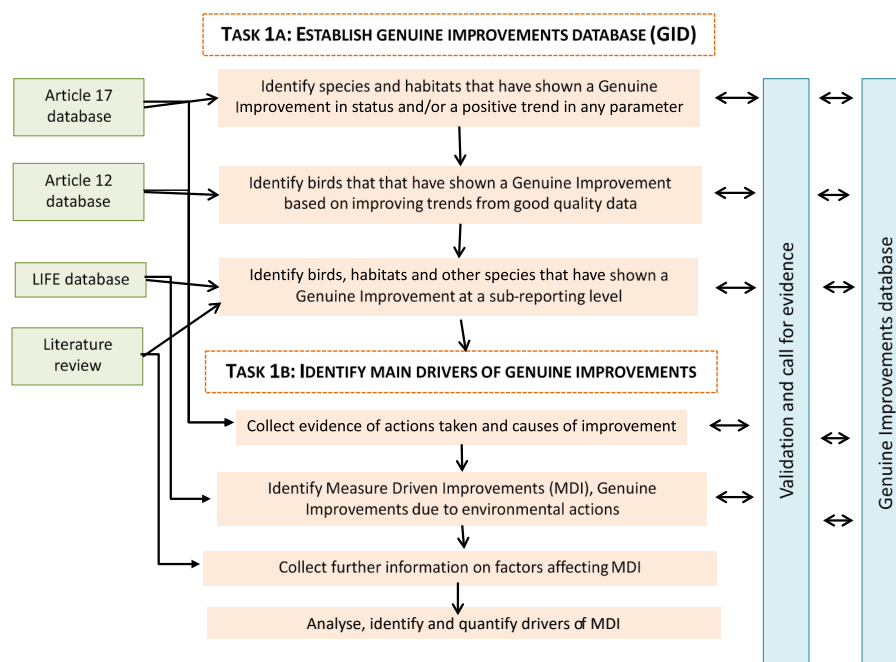 TASK 1A: ESTABLISH GENUINE IMPROVEMENTS DATABASE (GID)
Article 17
database
Identify species and habitats that have shown a Genuine
Improvement in status and/or a positive trend in any parameter
Article 12
database
Identify birds that that have shown a Genuine Improvement
based on improving trends from good quality data
LIFE database
Identify birds, habitats and other species that have shown a
Genuine Improvement at a sub-reporting level
Literature
review
TASK 1B: IDENTIFY MAIN DRIVERS OF GENUINE IMPROVEMENTS
Collect evidence of actions taken and causes of improvement
Identify Measure Driven Improvements (MDI), Genuine
Improvements due to environmental actions
Collect further information on factors affecting MDI
Analyse, identify and quantify drivers of MDI
Validation and call for evidence
Genuine Improvements database